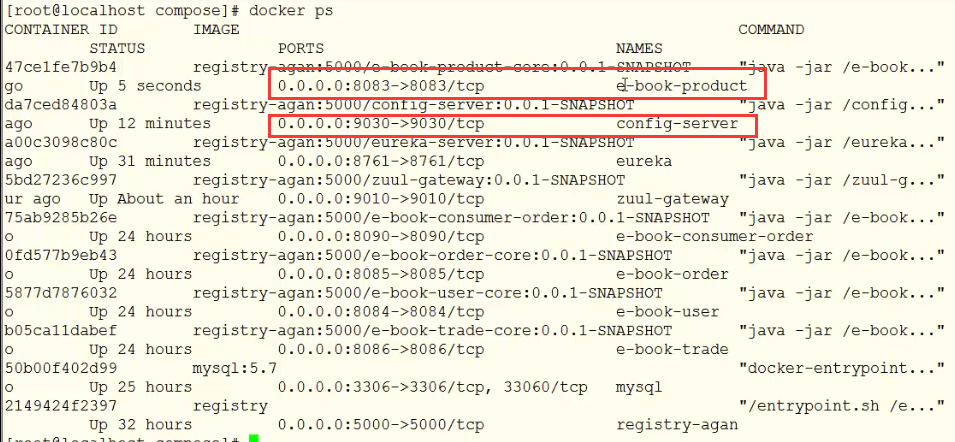 [root@localhost compose]# docker ps
CONTAINER ID IMAGE COMMAND
STATUS PORTS NAMES
47ce1fe7b9b4 registry-agan:5000/e-book-product-core:0.0.1-SNAPSHOT "java -jar /e-book..."
go Up 5 seconds 0.0.0.0:8083->8083/tcp e-book-product
da7ced84803a registry-agan:5000/config-server:0.0.1-SNAPSHOT "java -jar /config..."
ago Up 12 minutes 0.0.0.0:9030->9030/tcp config-server
a00c3098c80c registry-agan:5000/eureka-server:0.0.1-SNAPSHOT "java -jar /eureka..."
ago Up 31 minutes 0.0.0.0:8761->8761/tcp eureka
5bd27236c997 registry-agan:5000/zuul-gateway:0.0.1-SNAPSHOT "java -jar /zuul-g..."
ur ago Up About an hour 0.0.0.0:9010->9010/tcp zuul-gateway
75ab9285b26e registry-agan:5000/e-book-consumer-order:0.0.1-SNAPSHOT "java -jar /e-book..."
o Up 24 hours 0.0.0.0:8090->8090/tcp e-book-consumer-order
0fd577b9eb43 registry-agan:5000/e-book-order-core:0.0.1-SNAPSHOT "java -jar /e-book..."
o Up 24 hours 0.0.0.0:8085->8085/tcp e-book-order
5877d7876032 registry-agan:5000/e-book-user-core:0.0.1-SNAPSHOT "java -jar /e-book..."
o Up 24 hours 0.0.0.0:8084->8084/tcp e-book-user
b05ca11dabef registry-agan:5000/e-book-trade-core:0.0.1-SNAPSHOT "java -jar /e-book..."
o Up 24 hours 0.0.0.0:8086->8086/tcp e-book-trade
50b00f402d99 mysql:5.7 "docker-entrypoint..."
o Up 25 hours 0.0.0.0:3306->3306/tcp, 33060/tcp mysql
2149424f2397 registry "/entrypoint.sh /e..."
Up 32 hours 0.0.0.0:5000->5000/tcp registry-agan
[root@localhost compose]#